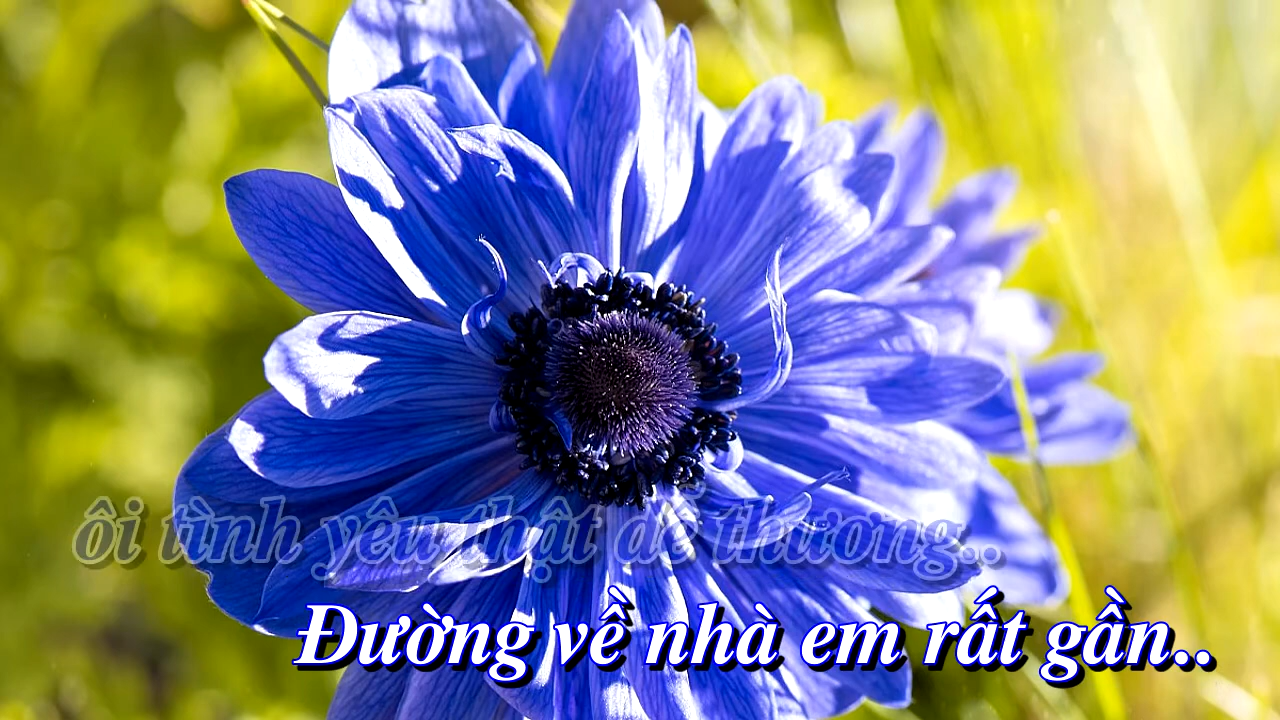 ôi tình yêu thật dễ thương..
Đường về nhà em rất gần..